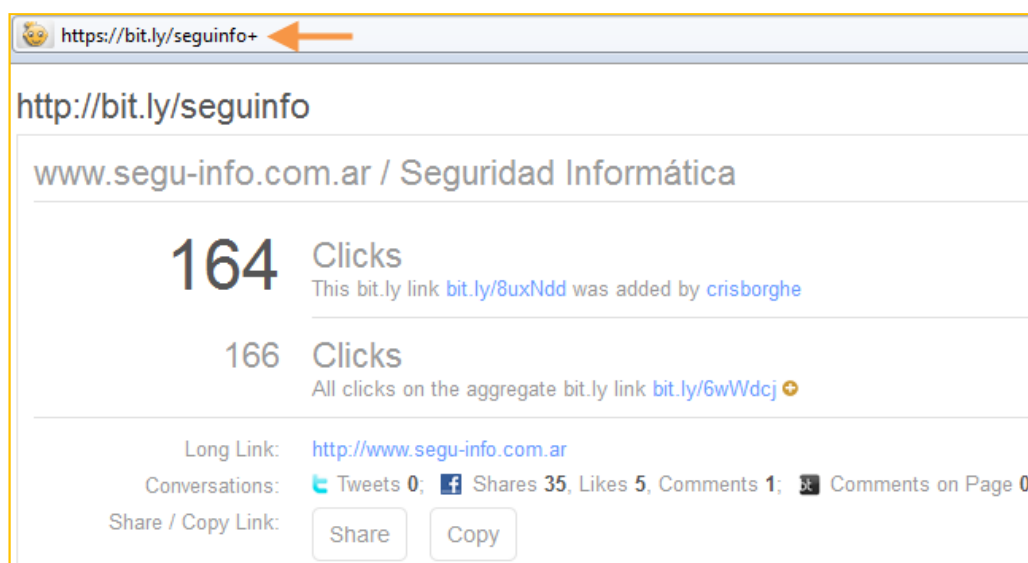 https://bit.ly/seguinfo+
http://bit.ly/seguinfo
www.segu-info.com.ar / Seguridad Informática
164 Clicks
This bit.ly link bit.ly/8uxNdd was added by crisborghe
166 Clicks
All clicks on the aggregate bit.ly link bit.ly/6wWdcj
Long Link: http://www.segu-info.com.ar
Conversations: Tweets 0; Shares 35, Likes 5, Comments 1; Comments on Page 0
Share / Copy Link: Share Copy